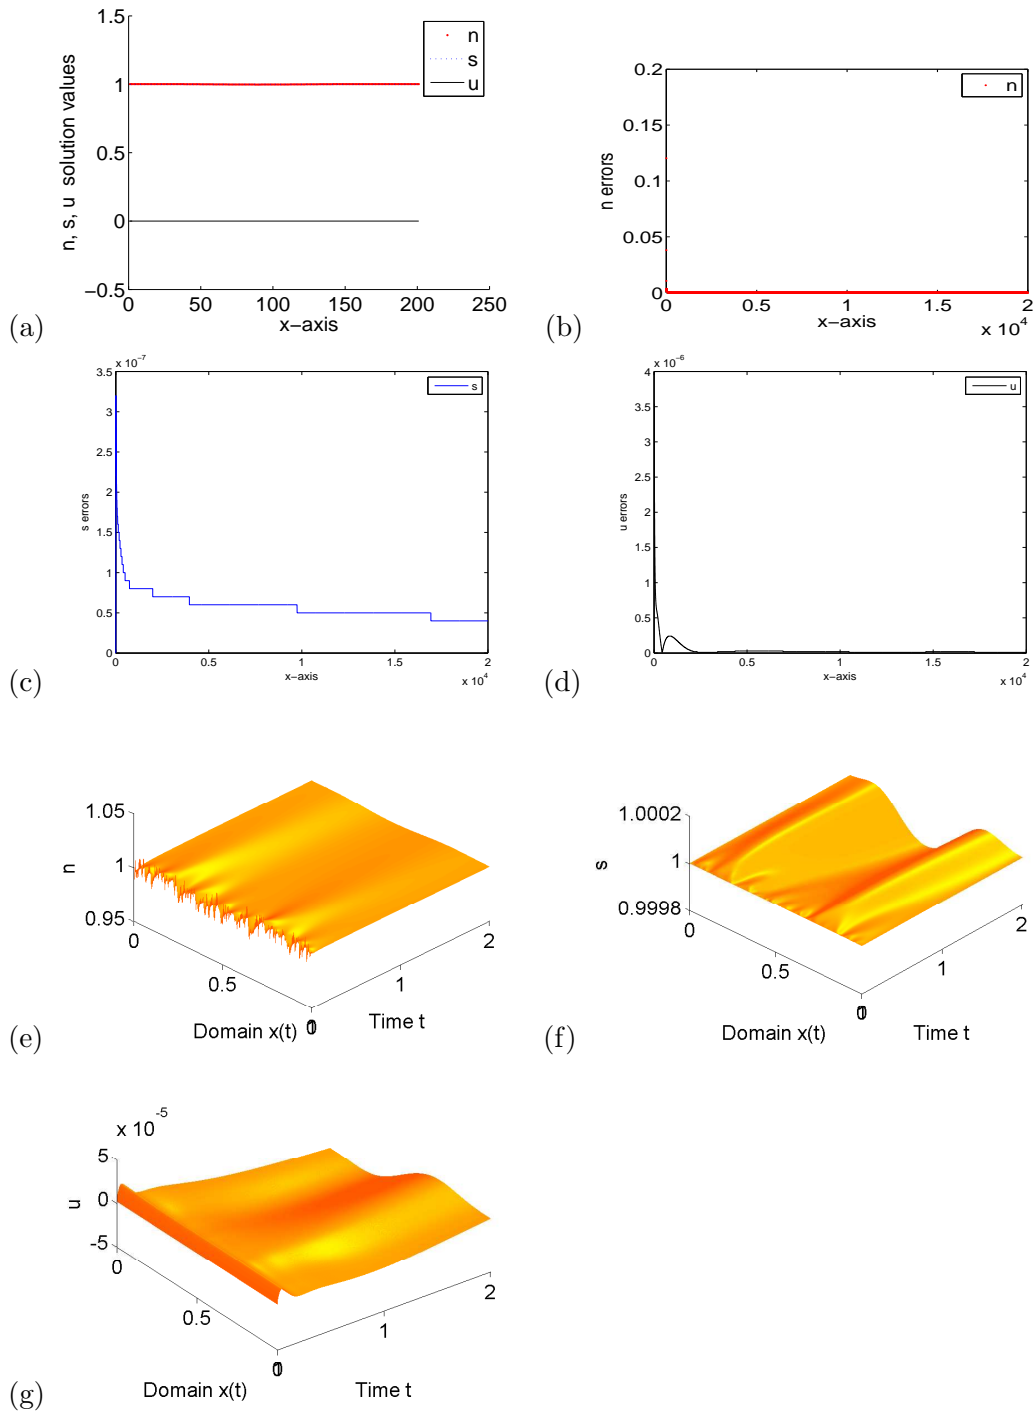 1.5
1
0.5
0
−0.5
n, s, u solution values
0 50 100 150 200 250
x−axis
n
s
u
(a)
0.2
0.15
0.1
0.05
0
n errors
0 0.5 1 1.5 2
x−axis
x 10^4
n
(b)
x 10^−7
3.5
3
2.5
2
1.5
1
0.5
0
s errors
0 0.5 1 1.5 2
x−axis
x 10^4
s
(c)
x 10^−6
4
3.5
3
2.5
2
1.5
1
0.5
0
u errors
0 0.5 1 1.5 2
x−axis
x 10^4
u
(d)
1.05
1
0.95
n
0
0.5
1
0
1
2
Domain x(t)
Time t
(e)
1.0002
1
0.9998
s
0
0.5
1
0
1
2
Domain x(t)
Time t
(f)
x 10^-5
5
0
-5
u
0
0.5
1
0
1
2
Domain x(t)
Time t
(g)